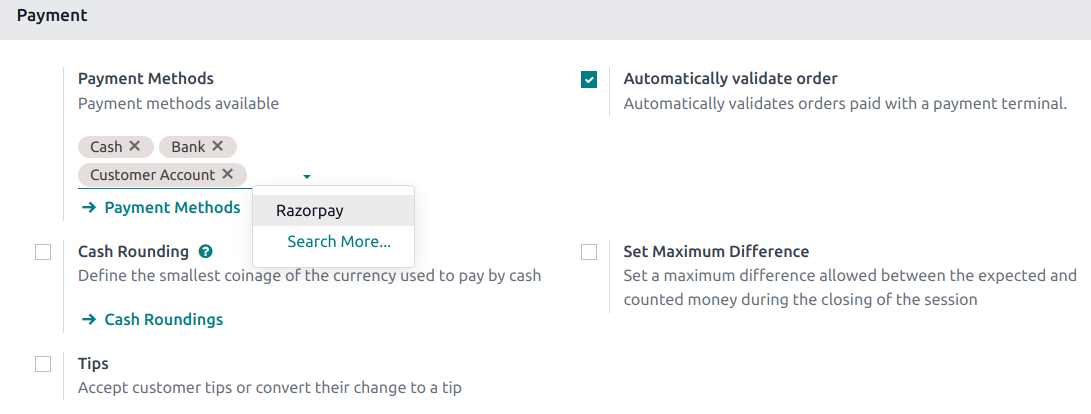 Payment
Payment Methods
Payment methods available
Cash ✕ Bank ✕
Customer Account ✕
Razorpay
Search More...
→ Payment Methods
Automatically validate order
Automatically validates orders paid with a payment terminal.
Cash Rounding ?
Define the smallest coinage of the currency used to pay by cash
→ Cash Roundings
Set Maximum Difference
Set a maximum difference allowed between the expected and
counted money during the closing of the session
Tips
Accept customer tips or convert their change to a tip